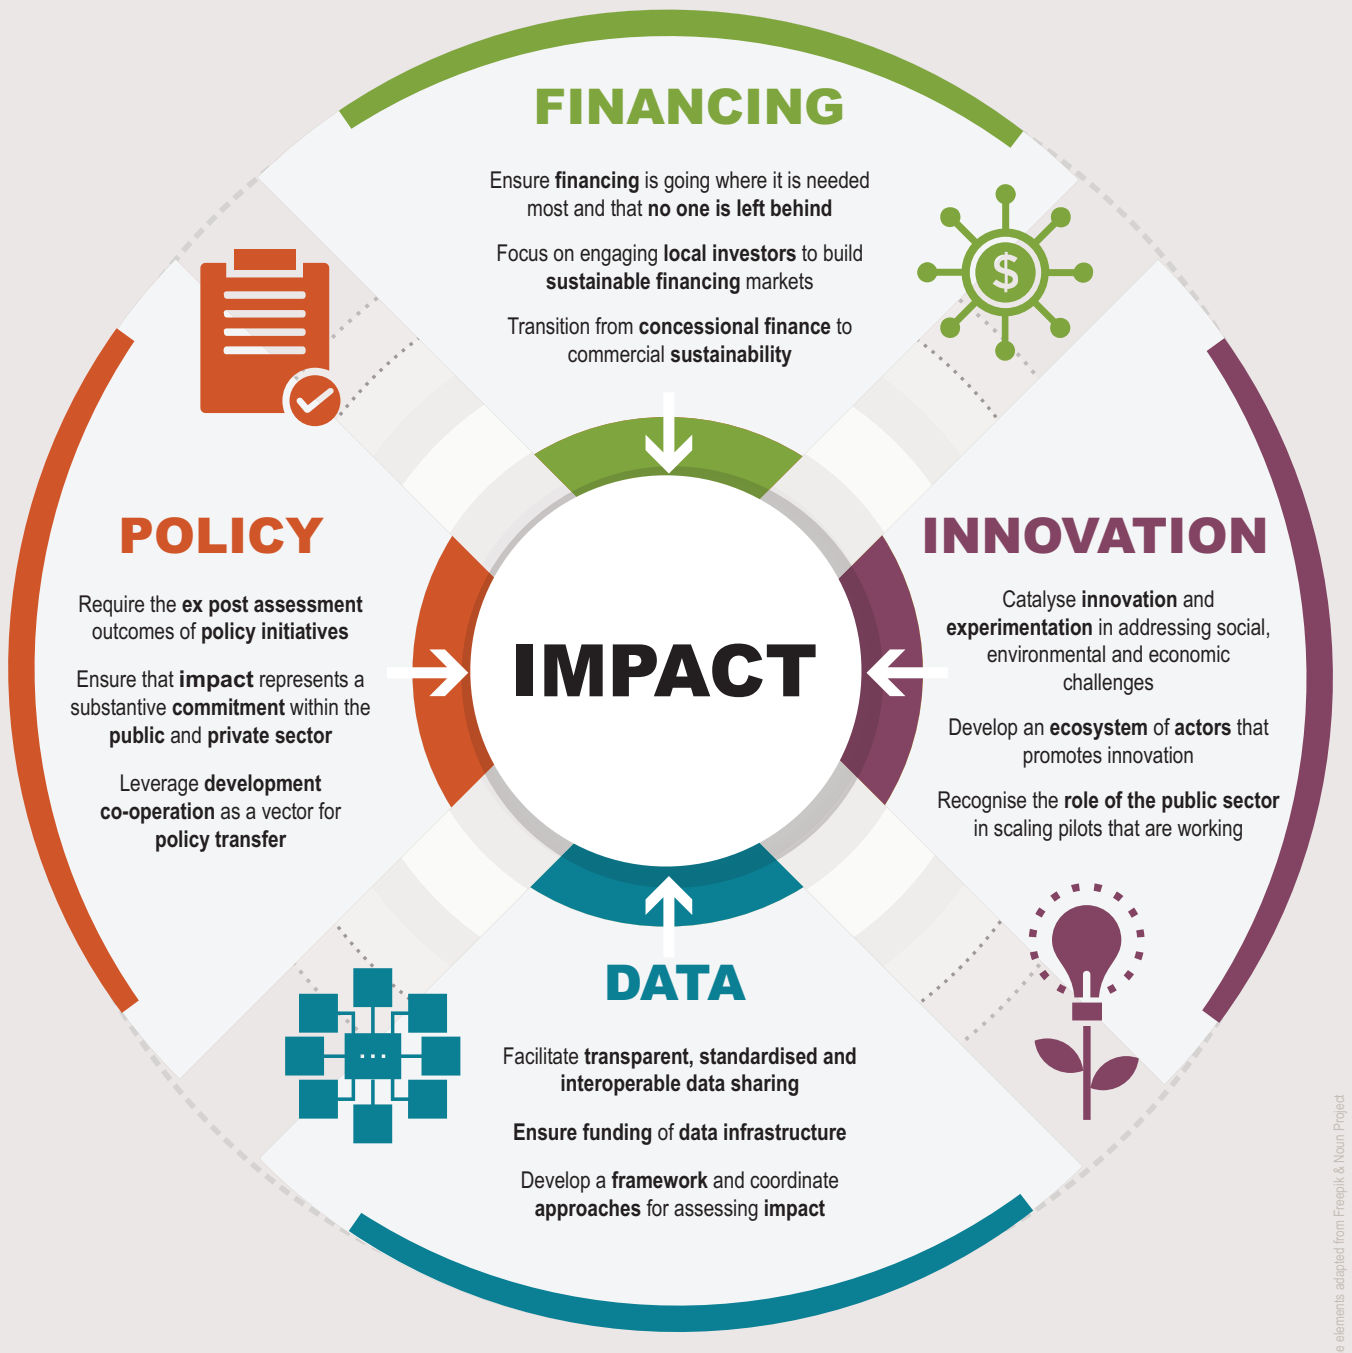 FINANCING
Ensure financing is going where it is needed
most and that no one is left behind
Focus on engaging local investors to build
sustainable financing markets
Transition from concessional finance to
commercial sustainability
$
POLICY
Require the ex post assessment
outcomes of policy initiatives
Ensure that impact represents a
substantive commitment within the
public and private sector
Leverage development
co-operation as a vector for
policy transfer
IMPACT
INNOVATION
Catalyse innovation and
experimentation in addressing social,
environmental and economic
challenges
Develop an ecosystem of actors that
promotes innovation
Recognise the role of the public sector
in scaling pilots that are working
DATA
Facilitate transparent, standardised and
interoperable data sharing
Ensure funding of data infrastructure
Develop a framework and coordinate
approaches for assessing impact
e elements adapted from Freepik & Noun Project